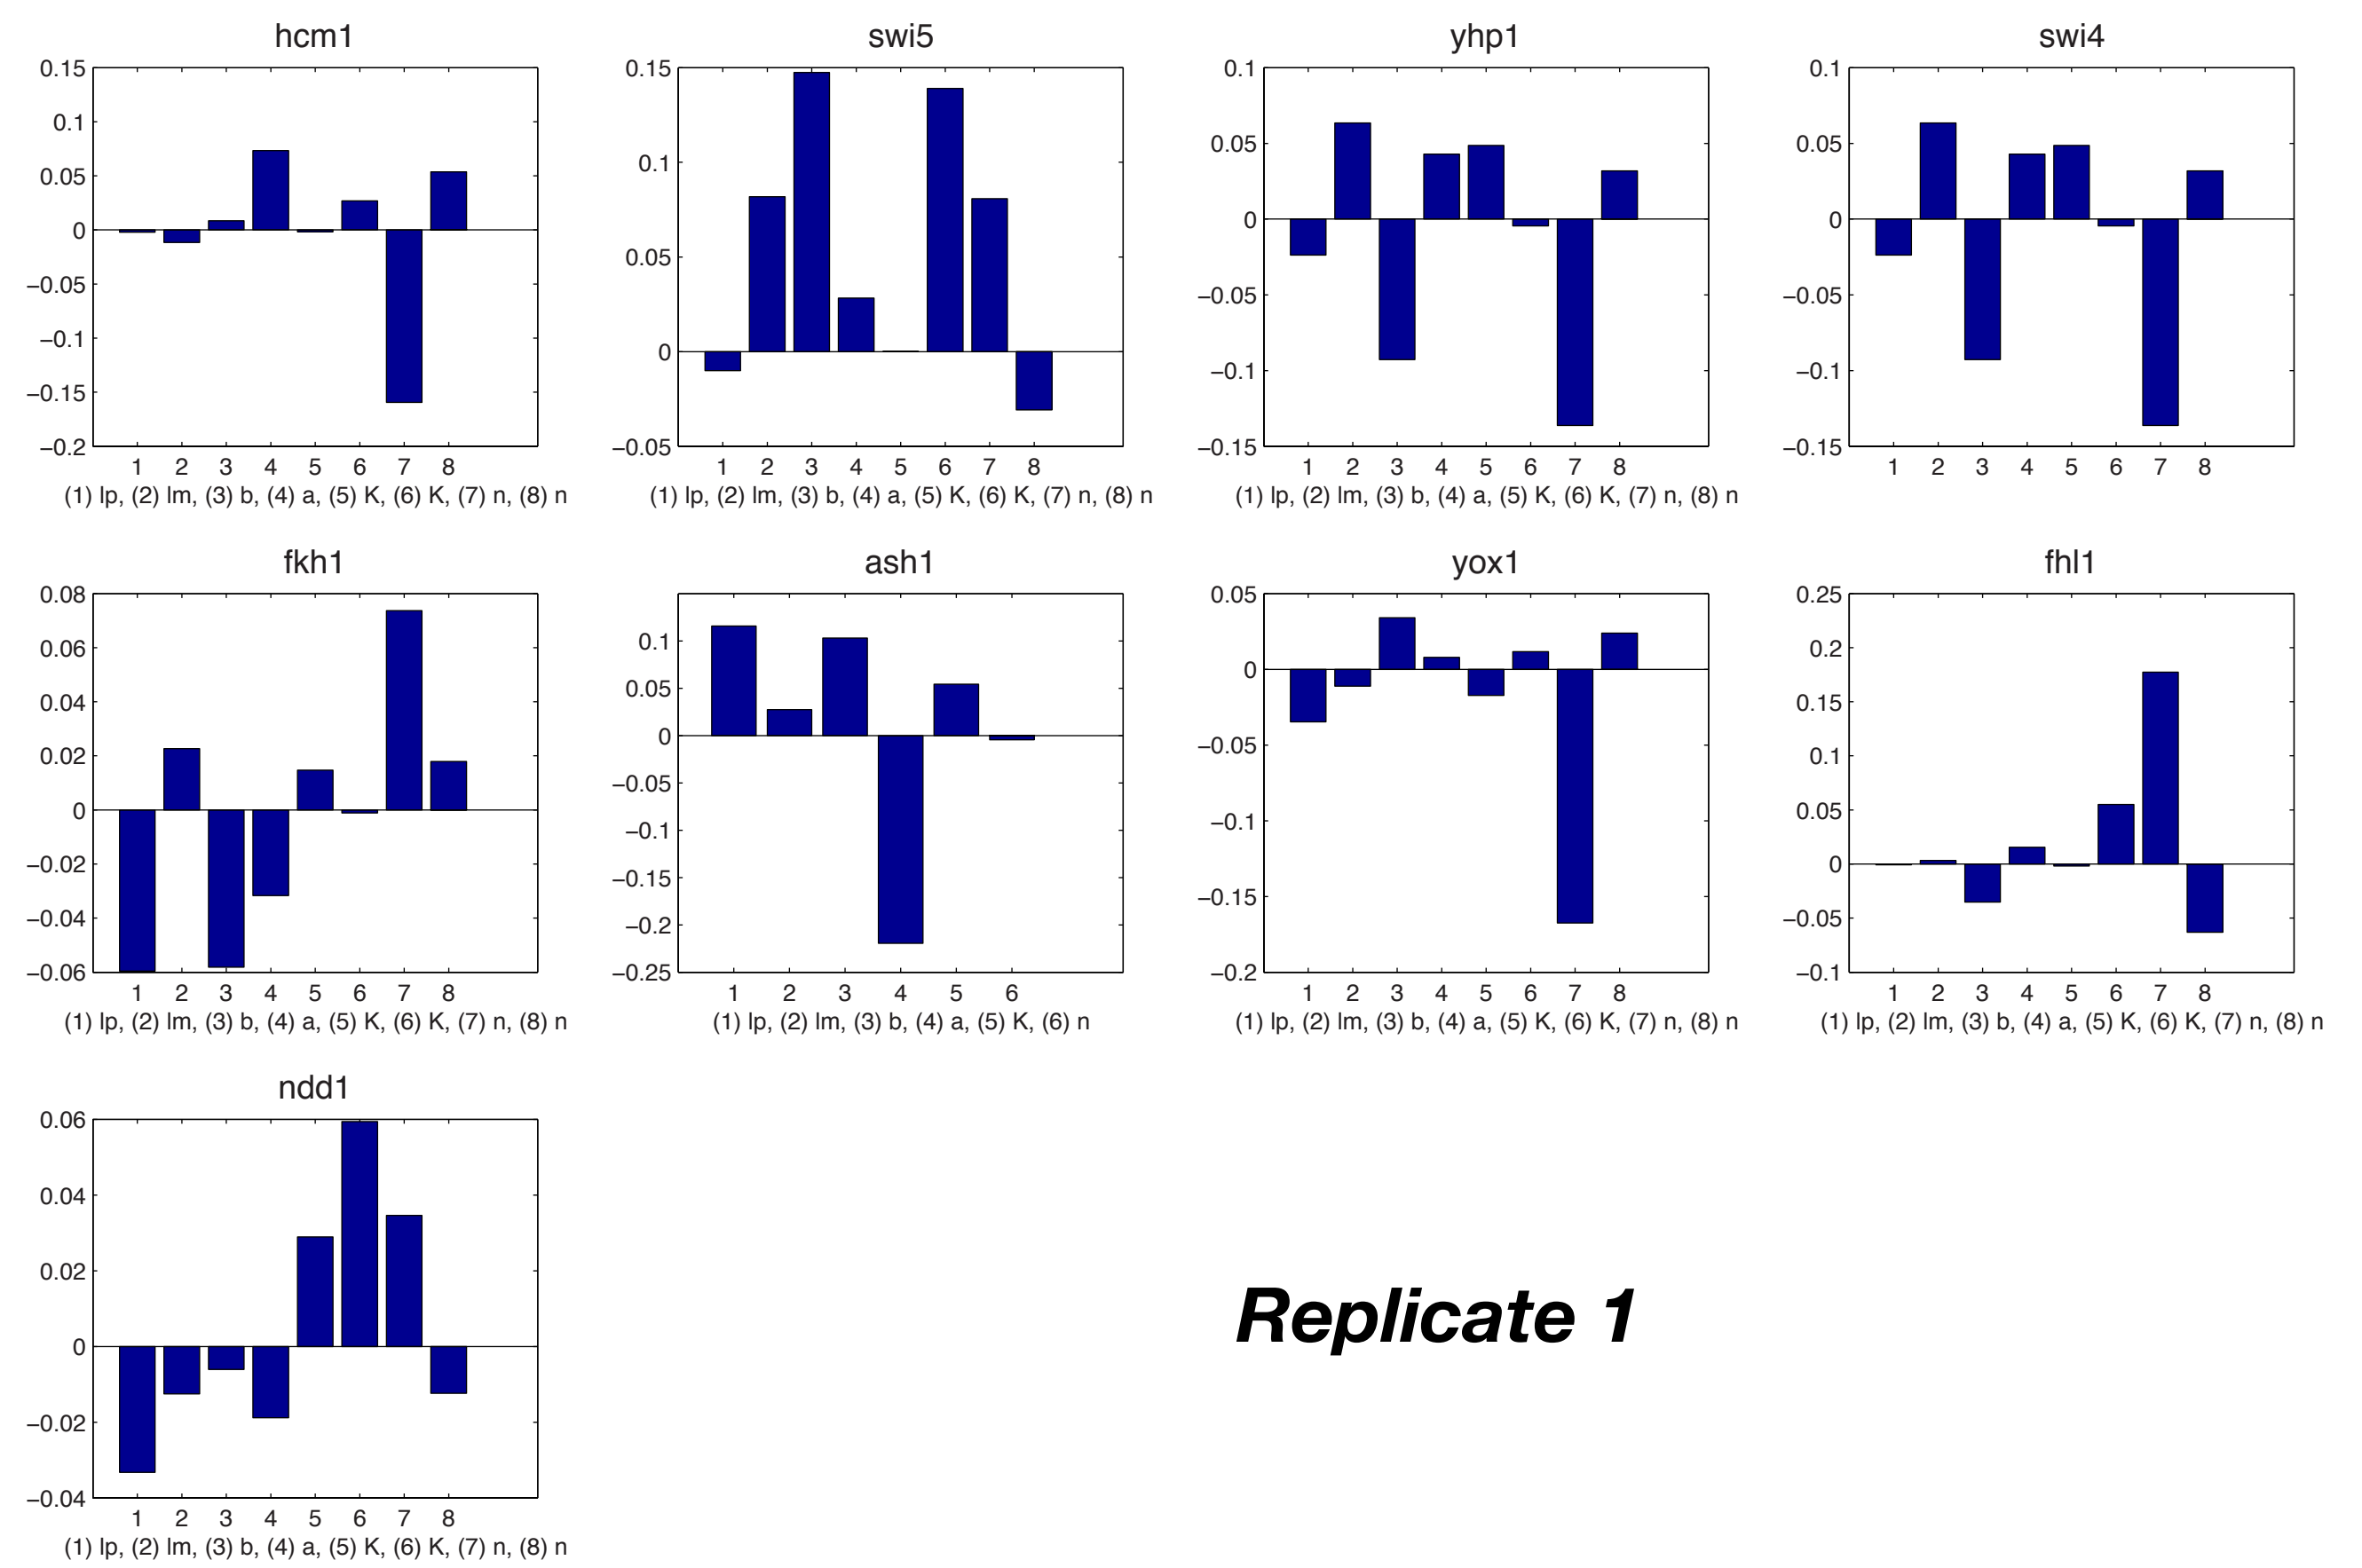 hcm1
0.15
0.1
0.05
0
−0.05
−0.1
−0.15
−0.2
1 2 3 4 5 6 7 8
(1) lp, (2) lm, (3) b, (4) a, (5) K, (6) K, (7) n, (8) n
swi5
0.15
0.1
0.05
0
−0.05
1 2 3 4 5 6 7 8
(1) lp, (2) lm, (3) b, (4) a, (5) K, (6) K, (7) n, (8) n
yhp1
0.1
0.05
0
−0.05
−0.1
−0.15
1 2 3 4 5 6 7 8
(1) lp, (2) lm, (3) b, (4) a, (5) K, (6) K, (7) n, (8) n
swi4
0.1
0.05
0
−0.05
−0.1
−0.15
1 2 3 4 5 6 7 8
fkh1
0.08
0.06
0.04
0.02
0
−0.02
−0.04
−0.06
1 2 3 4 5 6 7 8
(1) lp, (2) lm, (3) b, (4) a, (5) K, (6) K, (7) n, (8) n
ash1
0.1
0.05
0
−0.05
−0.1
−0.15
−0.2
−0.25
1 2 3 4 5 6
(1) lp, (2) lm, (3) b, (4) a, (5) K, (6) n
yox1
0.05
0
−0.05
−0.1
−0.15
−0.2
1 2 3 4 5 6 7 8
(1) lp, (2) lm, (3) b, (4) a, (5) K, (6) K, (7) n, (8) n
fhl1
0.25
0.2
0.15
0.1
0.05
0
−0.05
−0.1
1 2 3 4 5 6 7 8
(1) lp, (2) lm, (3) b, (4) a, (5) K, (6) K, (7) n, (8) n
ndd1
0.06
0.04
0.02
0
−0.02
−0.04
1 2 3 4 5 6 7 8
(1) lp, (2) lm, (3) b, (4) a, (5) K, (6) K, (7) n, (8) n
Replicate 1